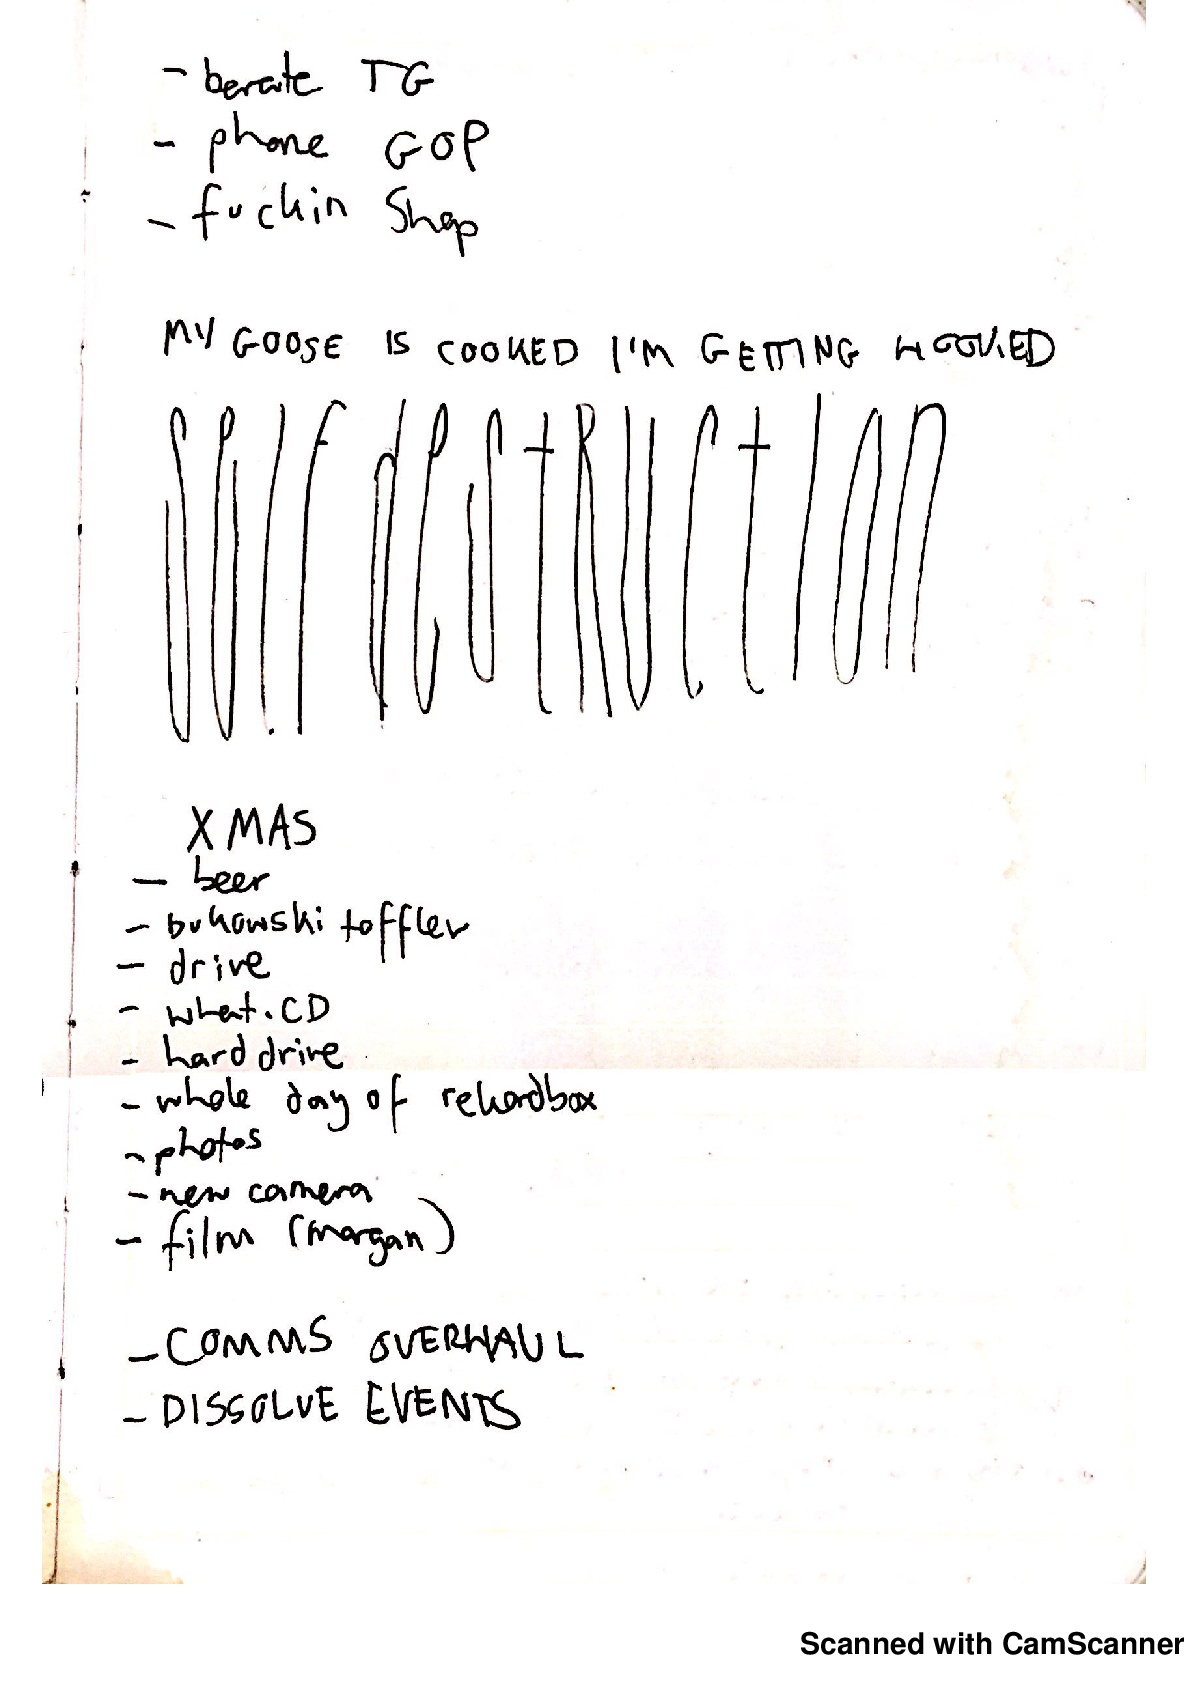 - berate TG
- phone GOP
- fuckin Shop
MY GOOSE IS COOKED I'M GETTING HOOKED
SELF dEStRUCtION
XMAS
- beer
- bukowski toffler
- drive
- what.CD
- hard drive
- whole day of rekordbox
- photos
- new camera
- film (morgan)
- COMMS OVERHAUL
- DISSOLVE EVENTS
Scanned with CamScanner